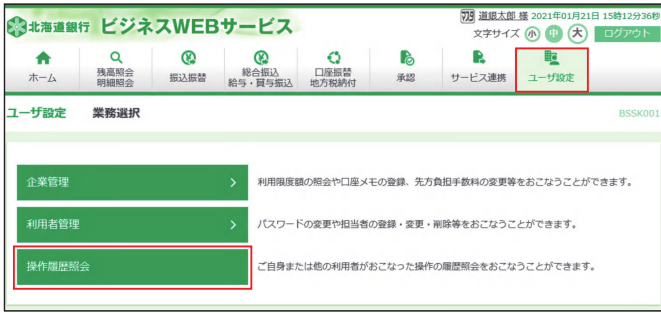 北海道銀行 ビジネスWEBサービス
道銀太郎 様 2021年01月21日 15時12分36秒
文字サイズ 小 中 大 ログアウト
ホーム
残高照会
明細照会
振込振替
総合振込
給与・賞与振込
口座振替
地方税納付
承認
サービス連携
ユーザ設定
ユーザ設定 業務選択 BSSK001
企業管理
利用限度額の照会や口座メモの登録、先方負担手数料の変更等をおこなうことができます。
利用者管理
パスワードの変更や担当者の登録・変更・削除等をおこなうことができます。
操作履歴照会
ご自身または他の利用者がおこなった操作の履歴照会をおこなうことができます。